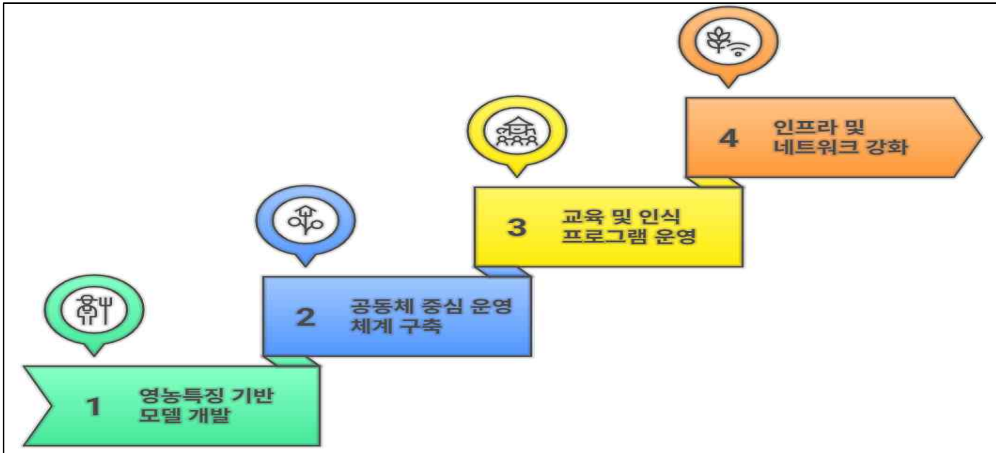 1
영농특징 기반
모델 개발
2
공동체 중심 운영
체계 구축
3
교육 및 인식
프로그램 운영
4
인프라 및
네트워크 강화